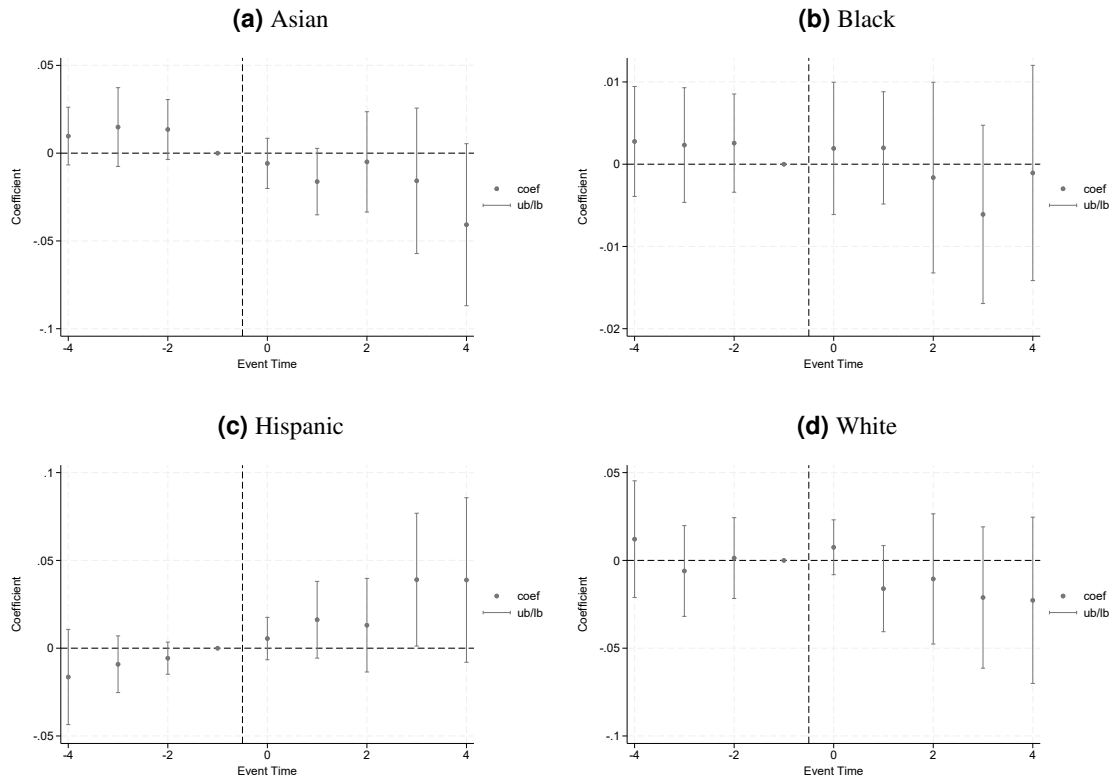 (a) Asian
.05
0
-.05
-.1
Coefficient
-4
-2
0
2
4
Event Time
coef
ub/lb
(b) Black
.01
0
-.01
-.02
Coefficient
-4
-2
0
2
4
Event Time
coef
ub/lb
(c) Hispanic
.1
.05
0
-.05
Coefficient
-4
-2
0
2
4
Event Time
coef
ub/lb
(d) White
.05
0
-.05
-.1
Coefficient
-4
-2
0
2
4
Event Time
coef
ub/lb